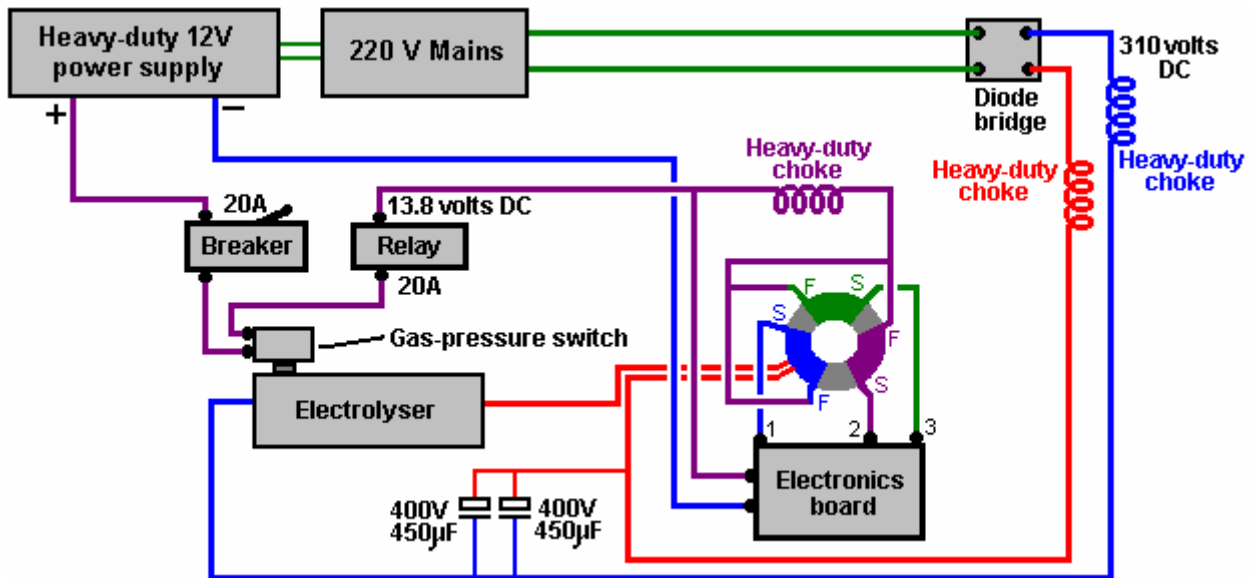 Heavy-duty 12V
power supply
220 V Mains
310 volts
DC
Diode
bridge
+
−
Heavy-duty
choke
Heavy-duty
choke
Heavy-duty
choke
20A
13.8 volts DC
Breaker
Relay
20A
F
S
S
F
S
F
Gas-pressure switch
Electrolyser
1
2
3
Electronics
board
400V
450µF
400V
450µF